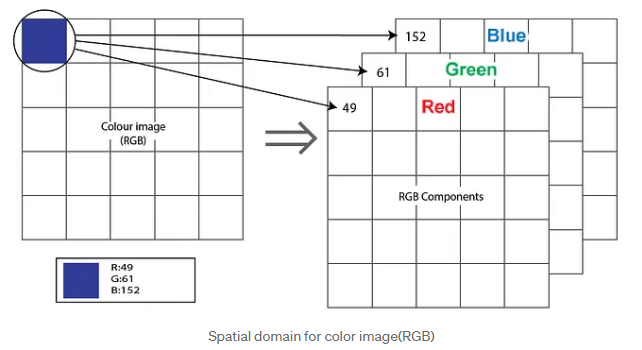 152 Blue
61 Green
49 Red
Colour image
(RGB)
RGB Components
R:49
G:61
B:152
Spatial domain for color image(RGB)